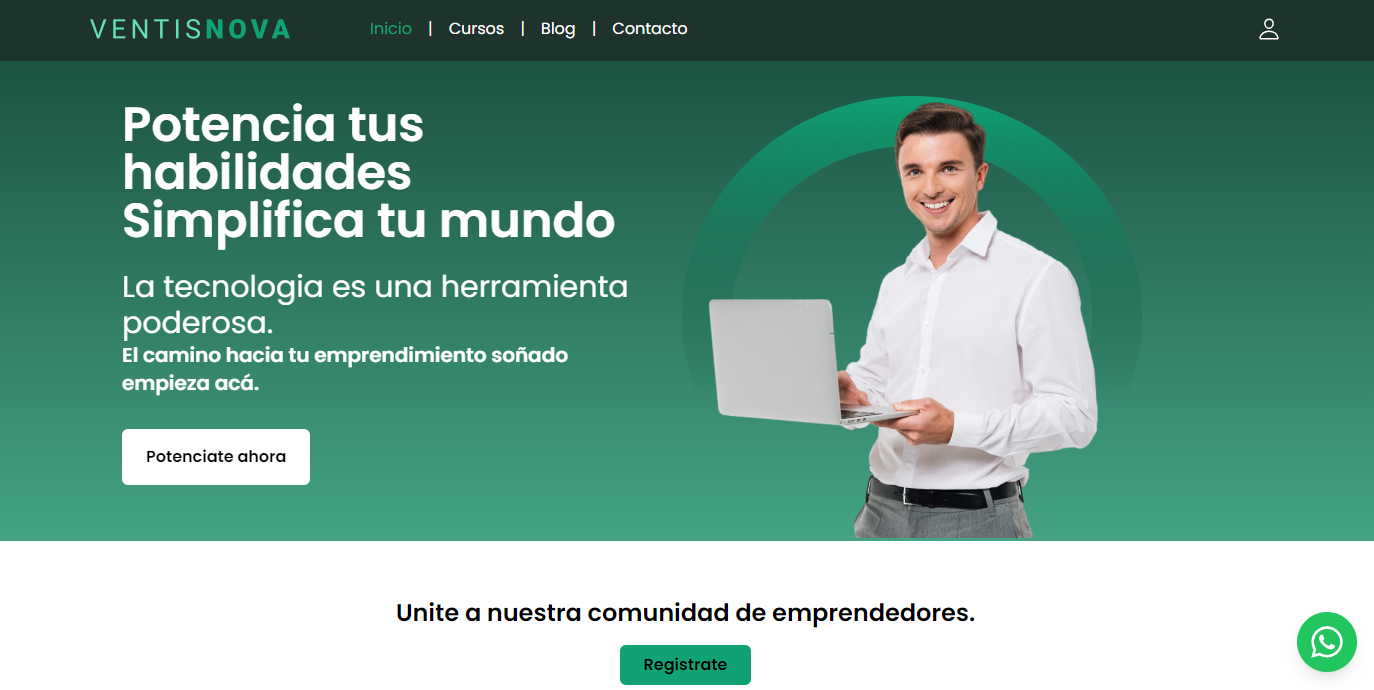 VENTISNOVA
Inicio | Cursos | Blog | Contacto
Potencia tus
habilidades
Simplifica tu mundo
La tecnologia es una herramienta
poderosa.
El camino hacia tu emprendimiento soñado
empieza acá.
Potenciate ahora
Unite a nuestra comunidad de emprendedores.
Registrate